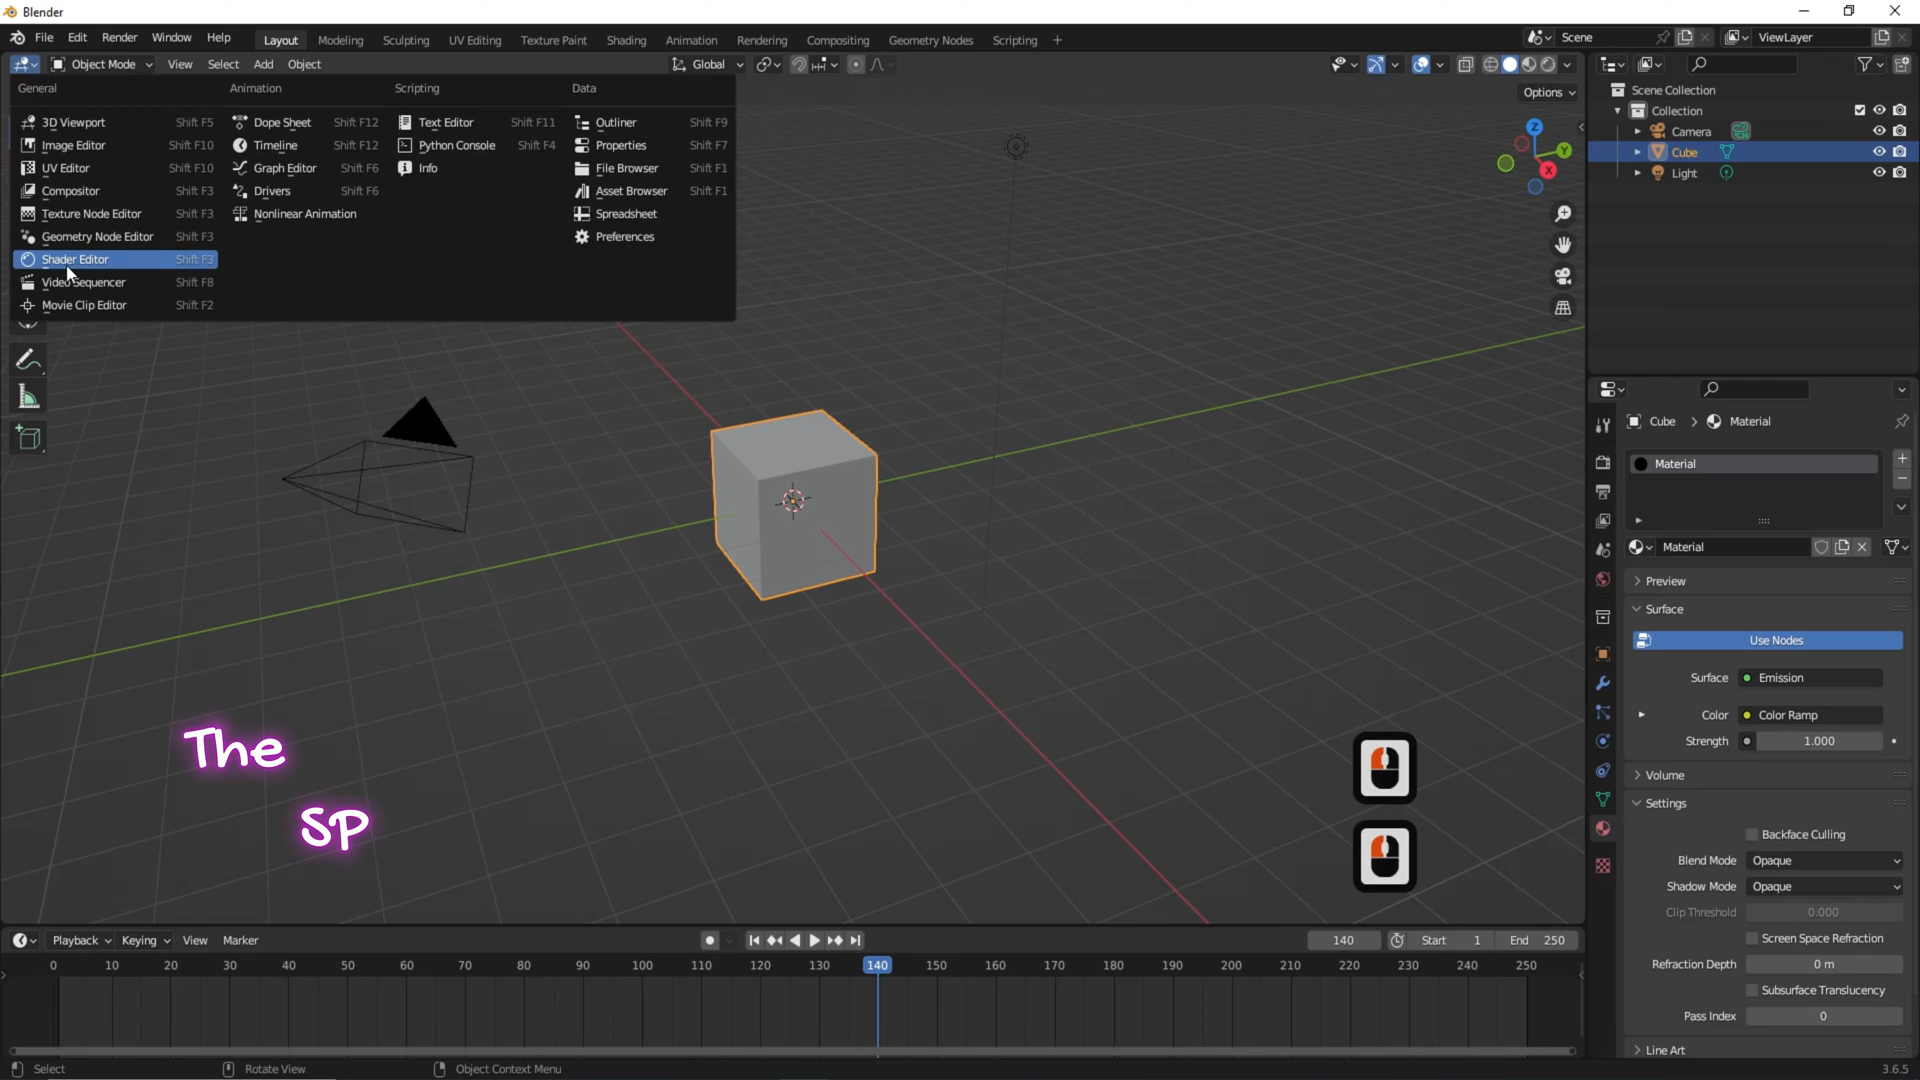 Blender
File Edit Render Window Help Layout Modeling Sculpting UV Editing Texture Paint Shading Animation Rendering Compositing Geometry Nodes Scripting + Scene ViewLayer
Object Mode View Select Add Object Global
Options
General Animation Scripting Data
3D Viewport Shift F5 Dope Sheet Shift F12 Text Editor Shift F11 Outliner Shift F9
Image Editor Shift F10 Timeline Shift F12 Python Console Shift F4 Properties Shift F7
UV Editor Shift F10 Graph Editor Shift F6 Info File Browser Shift F1
Compositor Shift F3 Drivers Shift F6 Asset Browser Shift F1
Texture Node Editor Shift F3 Nonlinear Animation Spreadsheet
Geometry Node Editor Shift F3 Preferences
Shader Editor Shift F3
Video Sequencer Shift F8
Movie Clip Editor Shift F2
Z
Y
X
Scene Collection
Collection
Camera
Cube
Light
Cube > Material
Material
Material
Preview
Surface
Use Nodes
Surface Emission
Color Color Ramp
Strength 1.000
Volume
Settings
Backface Culling
Blend Mode Opaque
Shadow Mode Opaque
Clip Threshold 0.000
Screen Space Refraction
Refraction Depth 0 m
Subsurface Translucency
Pass Index 0
Line Art
The
SP
Playback Keying View Marker 140 Start 1 End 250
0 10 20 30 40 50 60 70 80 90 100 110 120 130 140 150 160 170 180 190 200 210 220 230 240 250
Select Rotate View Object Context Menu 3.6.5